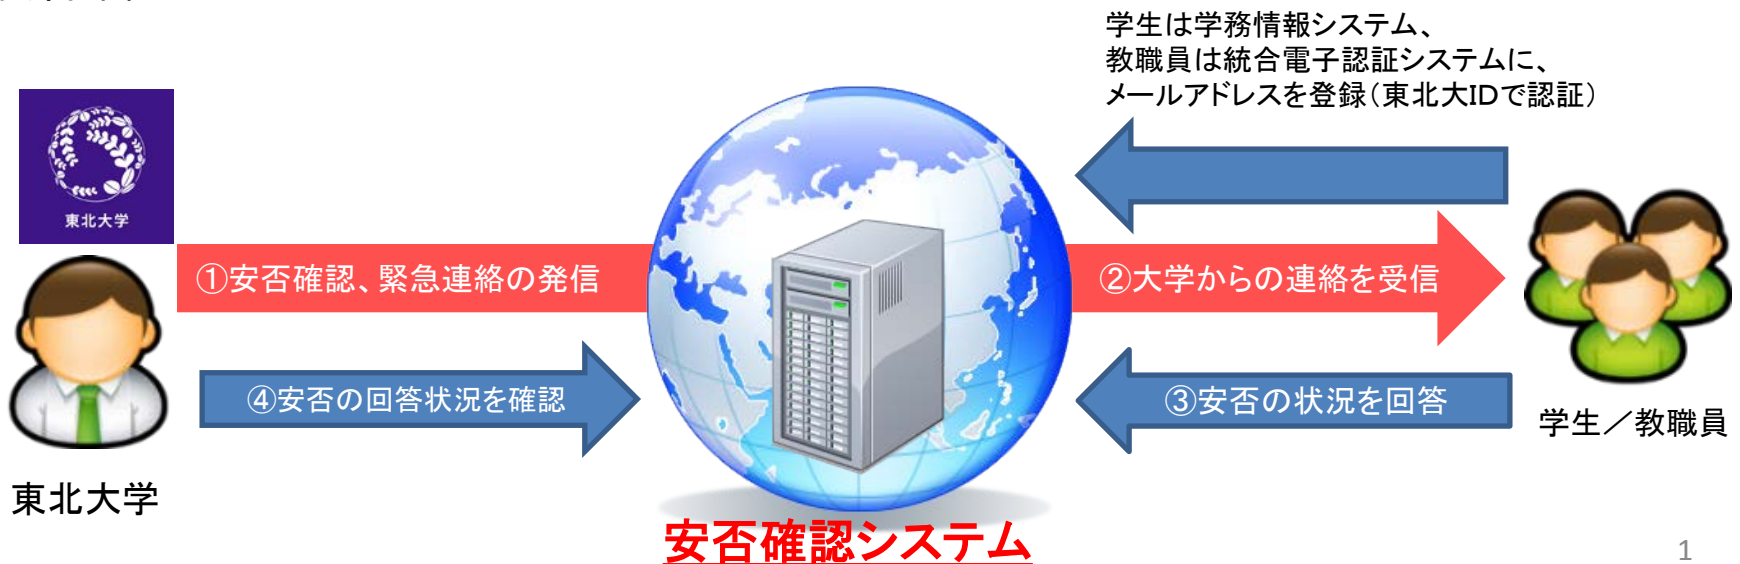 学生は学務情報システム、
教職員は統合電子認証システムに、
メールアドレスを登録（東北大IDで認証）
東北大学
①安否確認、緊急連絡の発信
②大学からの連絡を受信
④安否の回答状況を確認
③安否の状況を回答
学生／教職員
東北大学
安否確認システム
1